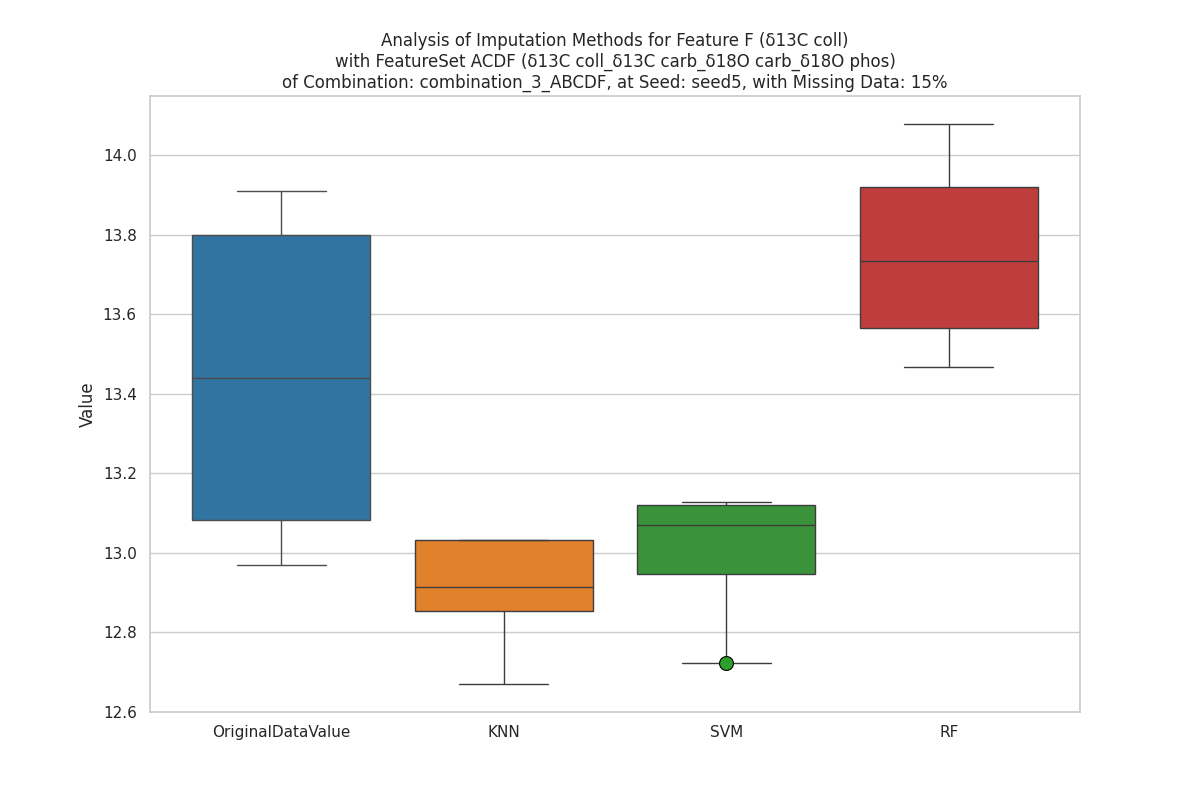 Analysis of Imputation Methods for Feature F (δ13C coll)
with FeatureSet ACDF (δ13C coll_δ13C carb_δ18O carb_δ18O phos)
of Combination: combination_3_ABCDF, at Seed: seed5, with Missing Data: 15%
Value
14.0
13.8
13.6
13.4
13.2
13.0
12.8
12.6
OriginalDataValue
KNN
SVM
RF